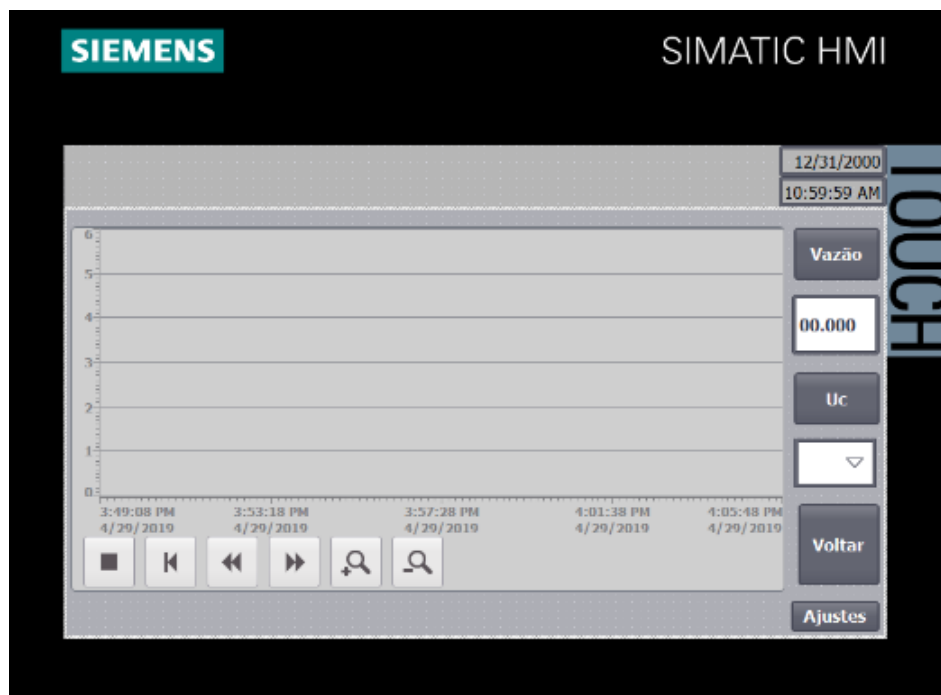 SIEMENS
SIMATIC HMI
TOUCH
12/31/2000
10:59:59 AM
6
5
4
3
2
1
0
3:49:08 PM 3:53:18 PM 3:57:28 PM 4:01:38 PM 4:05:48 PM
4/29/2019 4/29/2019 4/29/2019 4/29/2019 4/29/2019
Vazão
00.000
Uc
Voltar
Ajustes